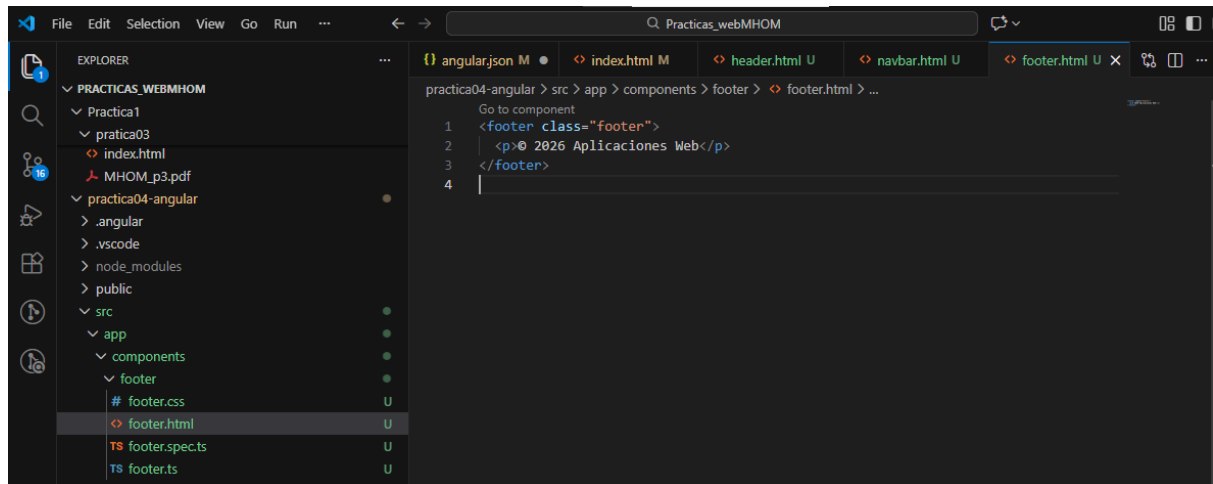 File Edit Selection View Go Run ··· ← → Practicas_webMHOM
EXPLORER ···
PRACTICAS_WEBMHOM
Practica1
pratica03
index.html
MHOM_p3.pdf
practica04-angular
.angular
.vscode
node_modules
public
src
app
components
footer
# footer.css U
footer.html U
TS footer.spec.ts U
TS footer.ts U
1
16
{} angular.json M ● <> index.html M <> header.html U <> navbar.html U <> footer.html U ✕ ···
practica04-angular > src > app > components > footer > <> footer.html > ...
Go to component
1 <footer class="footer">
2 <p>© 2026 Aplicaciones Web</p>
3 </footer>
4